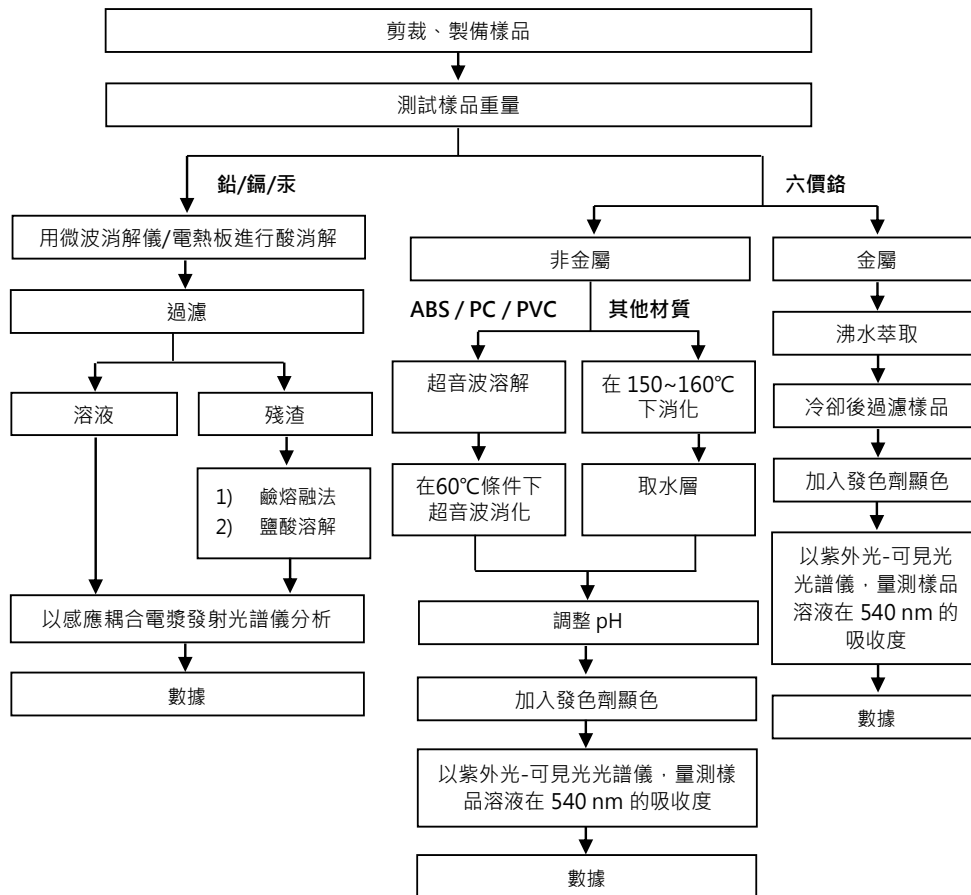 剪裁、製備樣品
測試樣品重量
鉛/鎘/汞
用微波消解儀/電熱板進行酸消解
過濾
溶液
殘渣
1) 鹼熔融法
2) 鹽酸溶解
以感應耦合電漿發射光譜儀分析
數據
六價鉻
非金屬
ABS / PC / PVC
超音波溶解
在60℃條件下
超音波消化
其他材質
在 150~160℃
下消化
取水層
調整 pH
加入發色劑顯色
以紫外光-可見光光譜儀，量測樣
品溶液在 540 nm 的吸收度
數據
金屬
沸水萃取
冷卻後過濾樣品
加入發色劑顯色
以紫外光-可見光
光譜儀，量測樣品
溶液在 540 nm 的
吸收度
數據